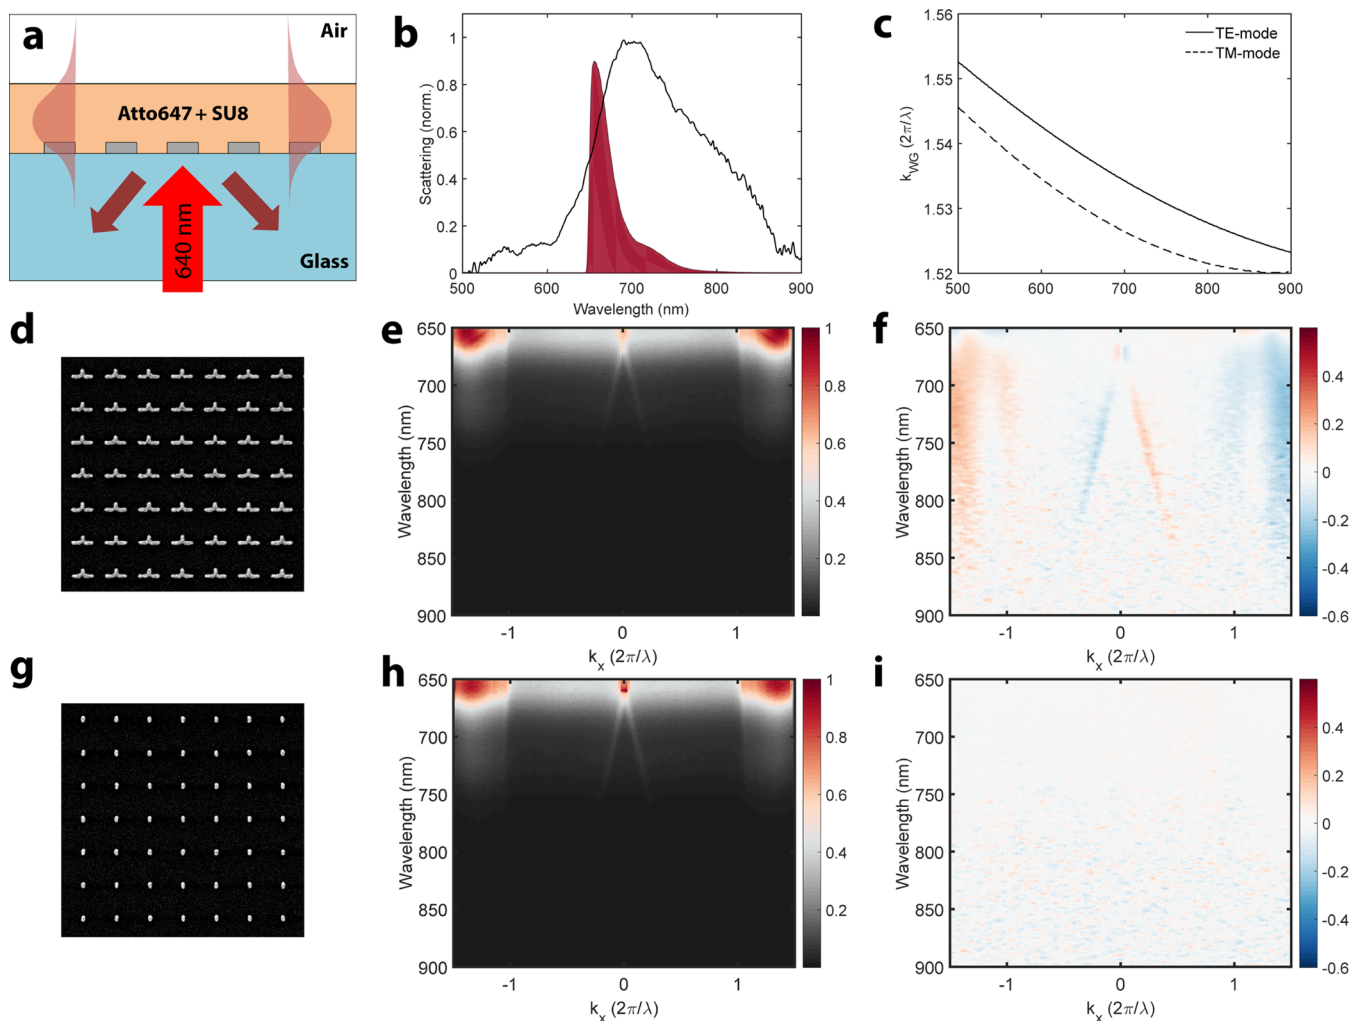 a
Air
Atto647 + SU8
640 nm
Glass
b
Scattering (norm.)
1
0.8
0.6
0.4
0.2
0
500 600 700 800 900
Wavelength (nm)
c
k_WG (2π/λ)
1.56
1.55
1.54
1.53
1.52
TE-mode
TM-mode
500 600 700 800 900
d
e
Wavelength (nm)
650
700
750
800
850
900
-1 0 1
k_x (2π/λ)
1
0.8
0.6
0.4
0.2
f
Wavelength (nm)
650
700
750
800
850
900
-1 0 1
k_x (2π/λ)
0.4
0.2
0
-0.2
-0.4
-0.6
g
h
Wavelength (nm)
650
700
750
800
850
900
-1 0 1
k_x (2π/λ)
1
0.8
0.6
0.4
0.2
i
Wavelength (nm)
650
700
750
800
850
900
-1 0 1
k_x (2π/λ)
0.4
0.2
0
-0.2
-0.4
-0.6